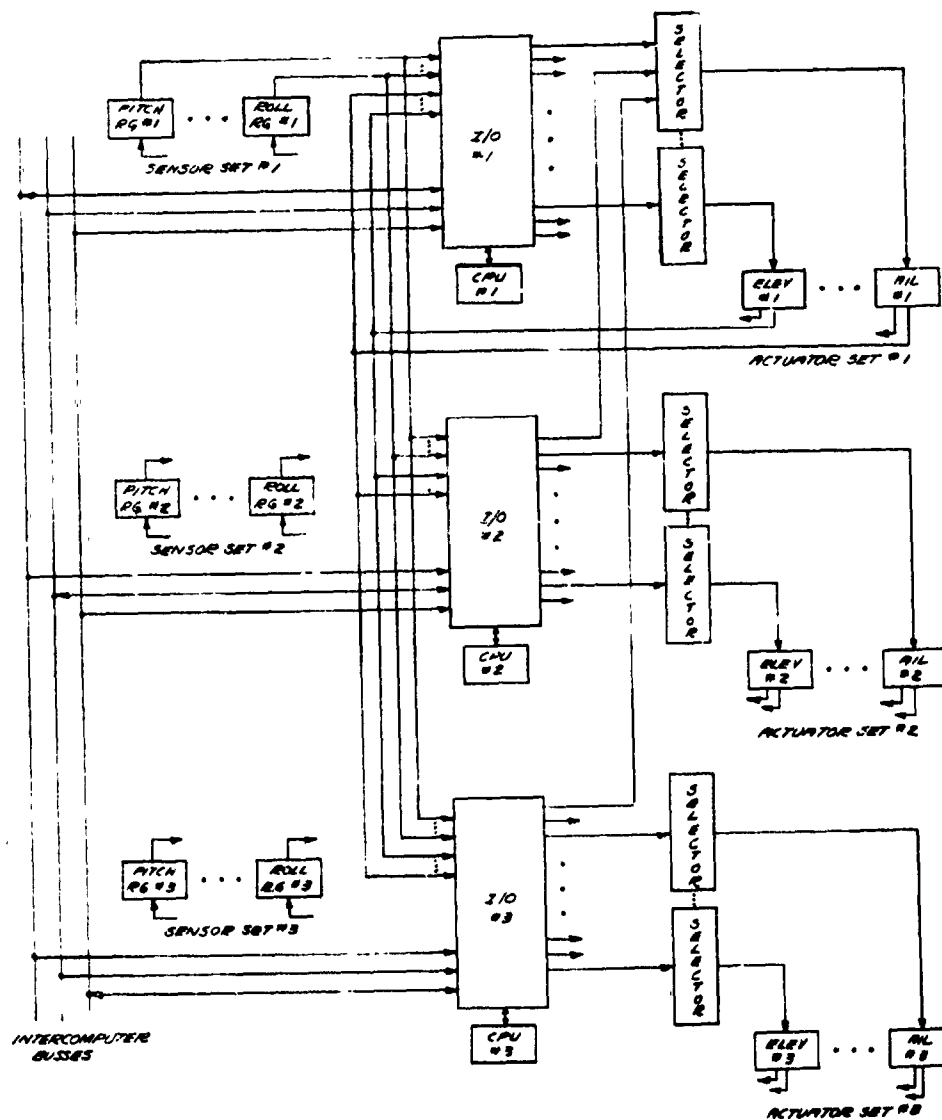 PITCH
RG #1
ROLL
RG #1
SENSOR SET #1
I/O
#1
CPU
#1
SELECTOR
SELECTOR
ELEV
#1
AIL
#1
ACTUATOR SET #1
PITCH
RG #2
ROLL
RG #2
SENSOR SET #2
I/O
#2
CPU
#2
SELECTOR
SELECTOR
ELEV
#2
AIL
#2
ACTUATOR SET #2
PITCH
RG #3
ROLL
RG #3
SENSOR SET #3
I/O
#3
CPU
#3
SELECTOR
SELECTOR
ELEV
#3
AIL
#3
ACTUATOR SET #3
INTERCOMPUTER
BUSSES